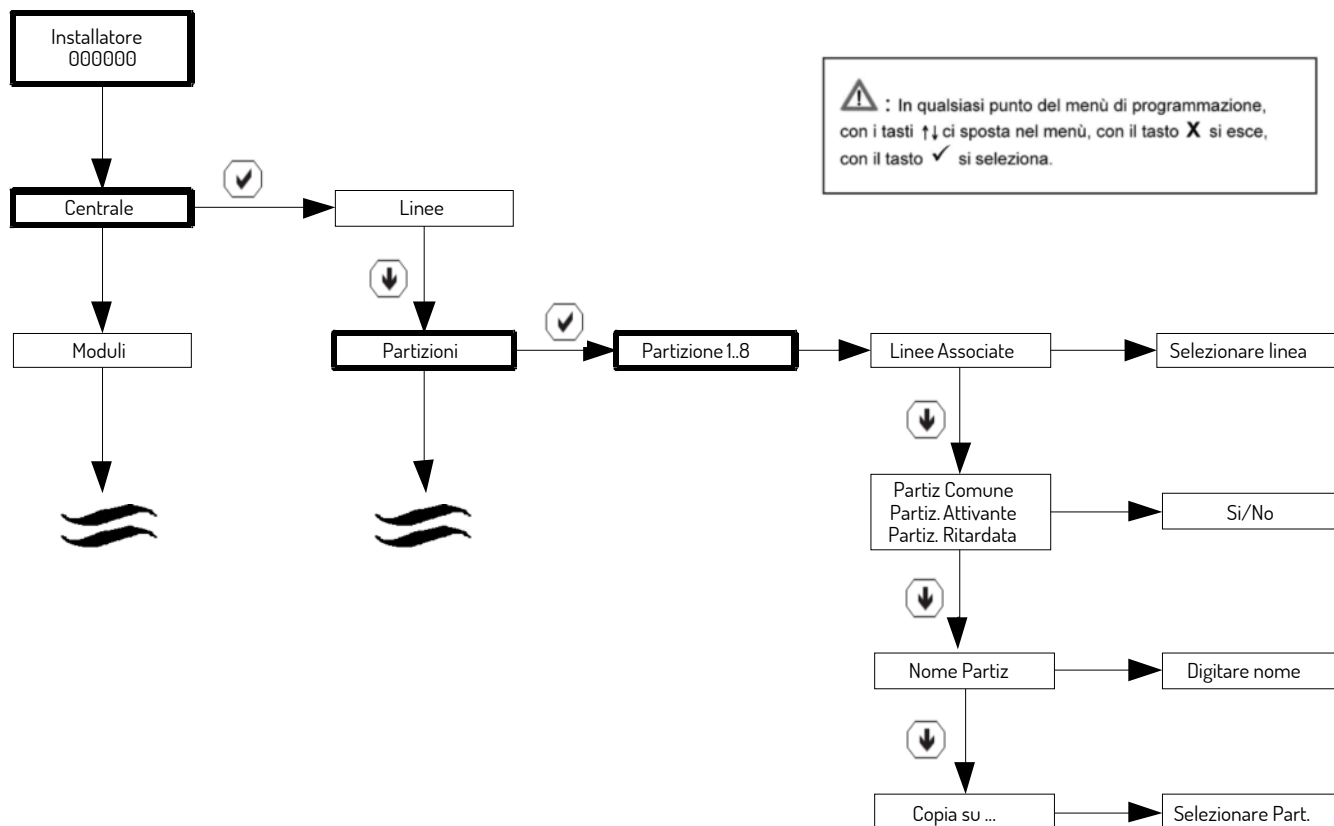 Installatore
000000
: In qualsiasi punto del menù di programmazione,
con i tasti ↑↓ ci sposta nel menù, con il tasto X si esce,
con il tasto ✓ si seleziona.
Centrale
Linee
Moduli
Partizioni
Partizione 1..8
Linee Associate
Selezionare linea
Partiz Comune
Partiz. Attivante
Partiz. Ritardata
Si/No
Nome Partiz
Digitare nome
Copia su ...
Selezionare Part.